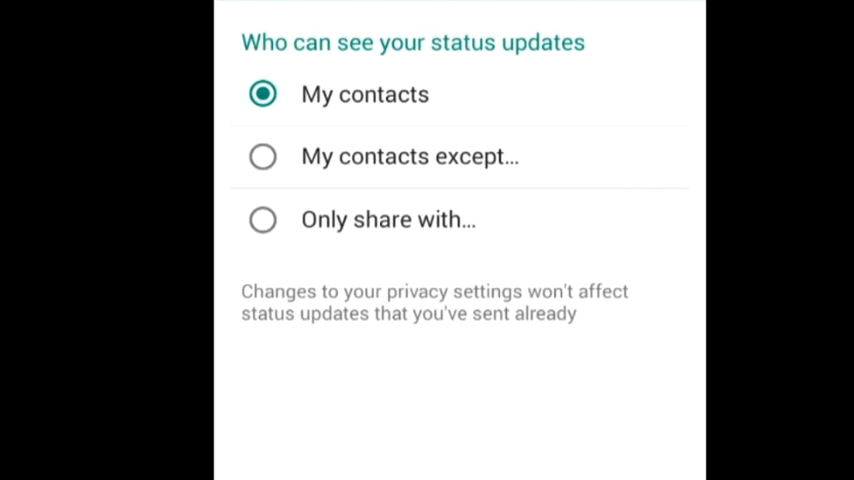 Who can see your status updates
My contacts
My contacts except...
Only share with...
Changes to your privacy settings won't affect
status updates that you've sent already